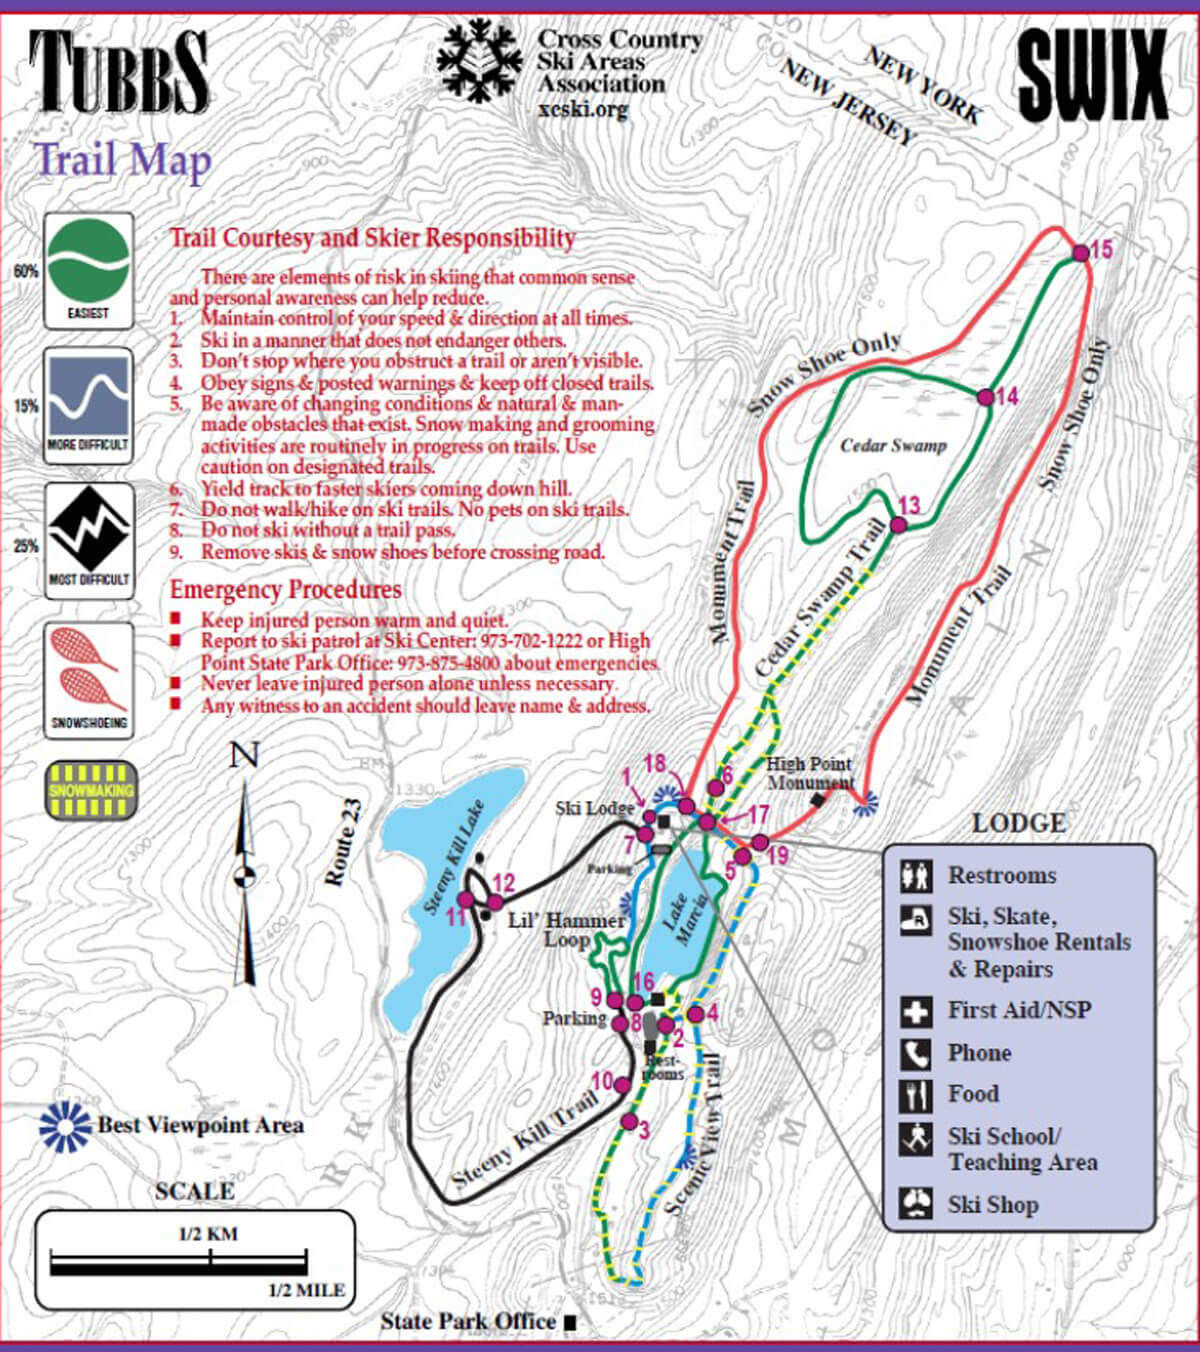 TUBBS
Trail Map
Cross Country
Ski Areas
Association
xcski.org
SWIX
NEW YORK
NEW JERSEY
60%
EASIEST
15%
MORE DIFFICULT
25%
MOST DIFFICULT
SNOWSHOEING
SNOWMAKING
Trail Courtesy and Skier Responsibility
There are elements of risk in skiing that common sense
and personal awareness can help reduce.
1. Maintain control of your speed & direction at all times.
2. Ski in a manner that does not endanger others.
3. Don't stop where you obstruct a trail or aren't visible.
4. Obey signs & posted warnings & keep off closed trails.
5. Be aware of changing conditions & natural & man-
made obstacles that exist. Snow making and grooming
activities are routinely in progress on trails. Use
caution on designated trails.
6. Yield track to faster skiers coming down hill.
7. Do not walk/hike on ski trails. No pets on ski trails.
8. Do not ski without a trail pass.
9. Remove skis & snow shoes before crossing road.
Emergency Procedures
Keep injured person warm and quiet.
Report to ski patrol at Ski Center: 973-702-1222 or High
Point State Park Office: 973-875-4800 about emergencies
Never leave injured person alone unless necessary.
Any witness to an accident should leave name & address.
15
Snow Shoe Only
Snow Shoe Only
14
Cedar Swamp
13
Monument Trail
Cedar Swamp Trail
Monument Trail
N
Route 23
1330
Steeny Kill Lake
18
1
6
High Point
Monument
Ski Lodge
17
7
19
5
Parking
12
11
Lil' Hammer
Loop
Lake
Marcia
16
9
Parking
8
2
4
Rest-
rooms
10
3
Steeny Kill Trail
Scenic View Trail
LODGE
Restrooms
Ski, Skate,
Snowshoe Rentals
& Repairs
First Aid/NSP
Phone
Food
Ski School/
Teaching Area
Ski Shop
Best Viewpoint Area
SCALE
1/2 KM
1/2 MILE
State Park Office